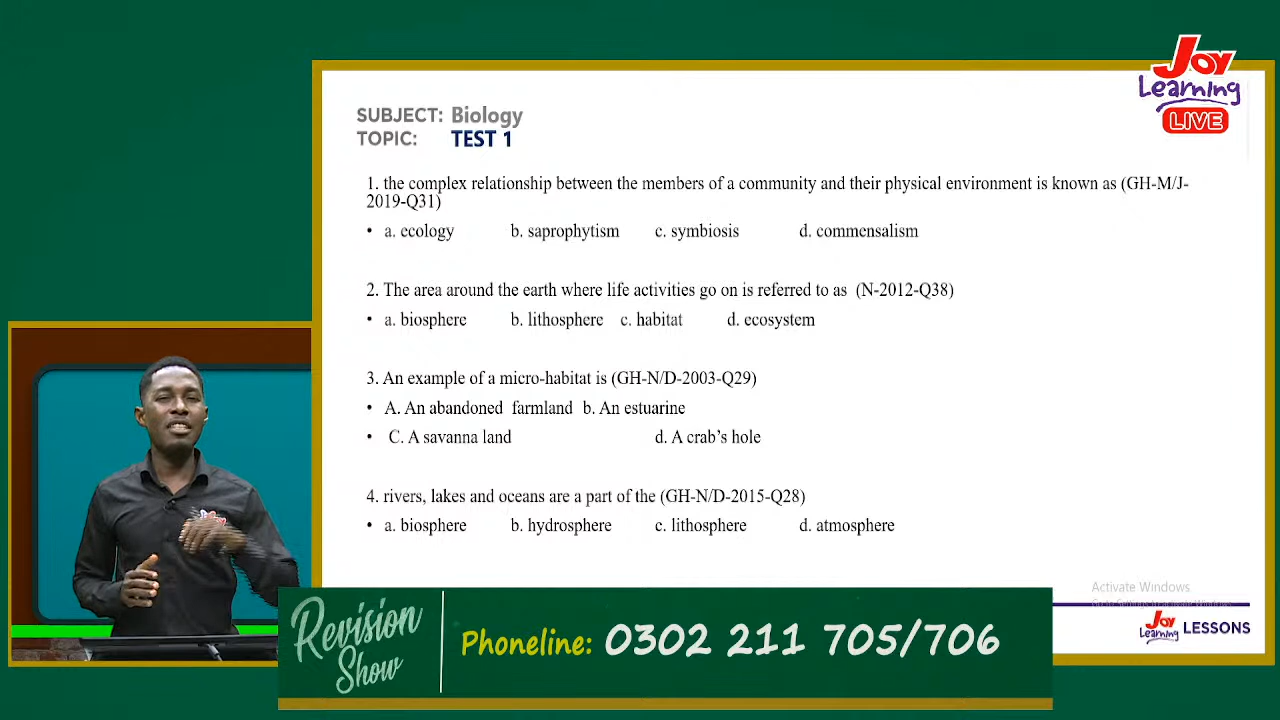 Joy
Learning
LIVE
SUBJECT: Biology
TOPIC: TEST 1
1. the complex relationship between the members of a community and their physical environment is known as (GH-M/J-
2019-Q31)
• a. ecology b. saprophytism c. symbiosis d. commensalism
2. The area around the earth where life activities go on is referred to as (N-2012-Q38)
• a. biosphere b. lithosphere c. habitat d. ecosystem
3. An example of a micro-habitat is (GH-N/D-2003-Q29)
• A. An abandoned farmland b. An estuarine
• C. A savanna land d. A crab's hole
4. rivers, lakes and oceans are a part of the (GH-N/D-2015-Q28)
• a. biosphere b. hydrosphere c. lithosphere d. atmosphere
Activate Windows
Joy
Learning LESSONS
Revision
Show
Phoneline: 0302 211 705/706